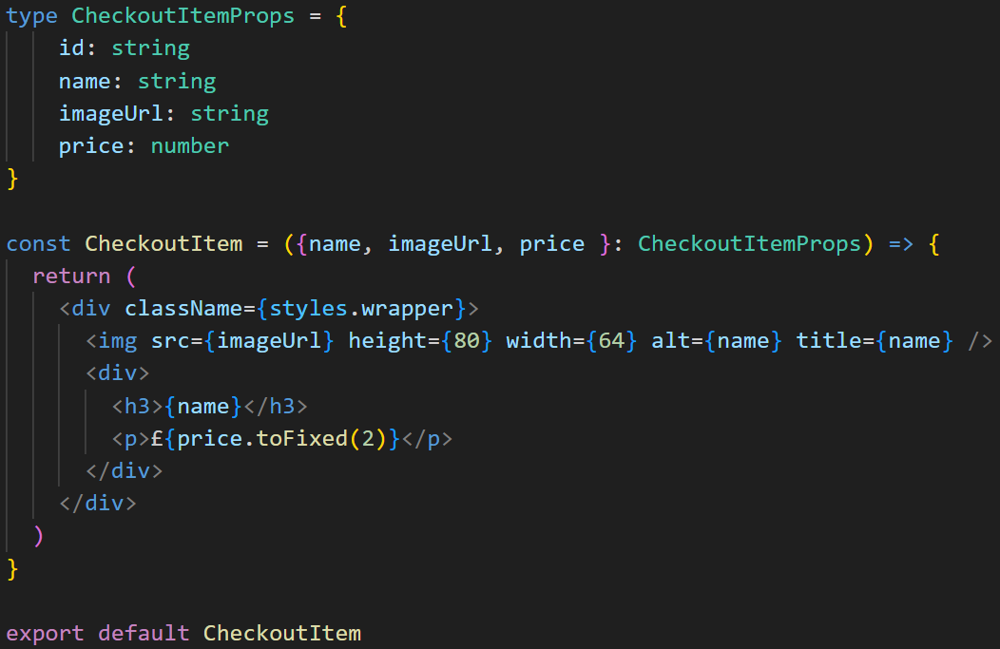 type CheckoutItemProps = {
    id: string
    name: string
    imageUrl: string
    price: number
}

const CheckoutItem = ({name, imageUrl, price }: CheckoutItemProps) => {
  return (
    <div className={styles.wrapper}>
      <img src={imageUrl} height={80} width={64} alt={name} title={name} />
      <div>
        <h3>{name}</h3>
        <p>£{price.toFixed(2)}</p>
      </div>
    </div>
  )
}

export default CheckoutItem